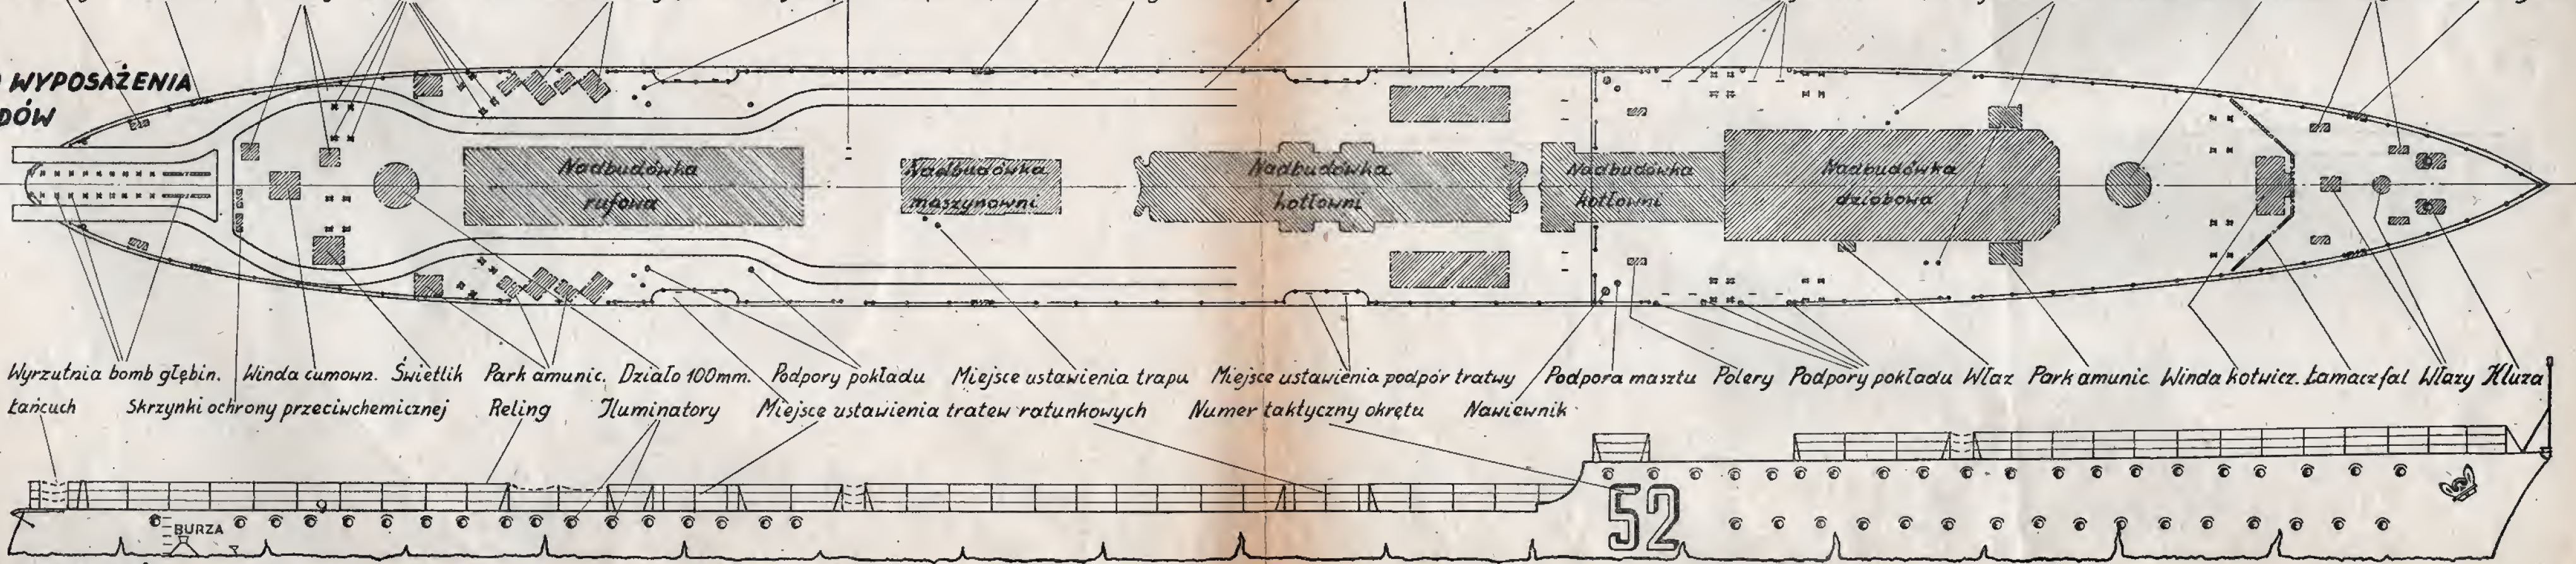 WYPOSAŻENIA
Nadbudówka
rufowa
Nadbudówka
maszynowni
Nadbudówka
kotłowni
Nadbudówka
kotłowni
Nadbudówka
dziobowa
Wyrzutnia bomb głębin. Winda cumown. Świetlik Park amunic. Działo 100mm. Podpory pokładu Miejsce ustawienia trapu Miejsce ustawienia podpór tratwy Podpora masztu Polery Podpory pokładu Właz Park amunic. Winda kotwicz. Łamacz fal Włazy Kluza
Łańcuch Skrzynki ochrony przeciwchemicznej Reling Iluminatory Miejsce ustawienia tratew ratunkowych Numer taktyczny okrętu Nawiewnik
52
BURZA